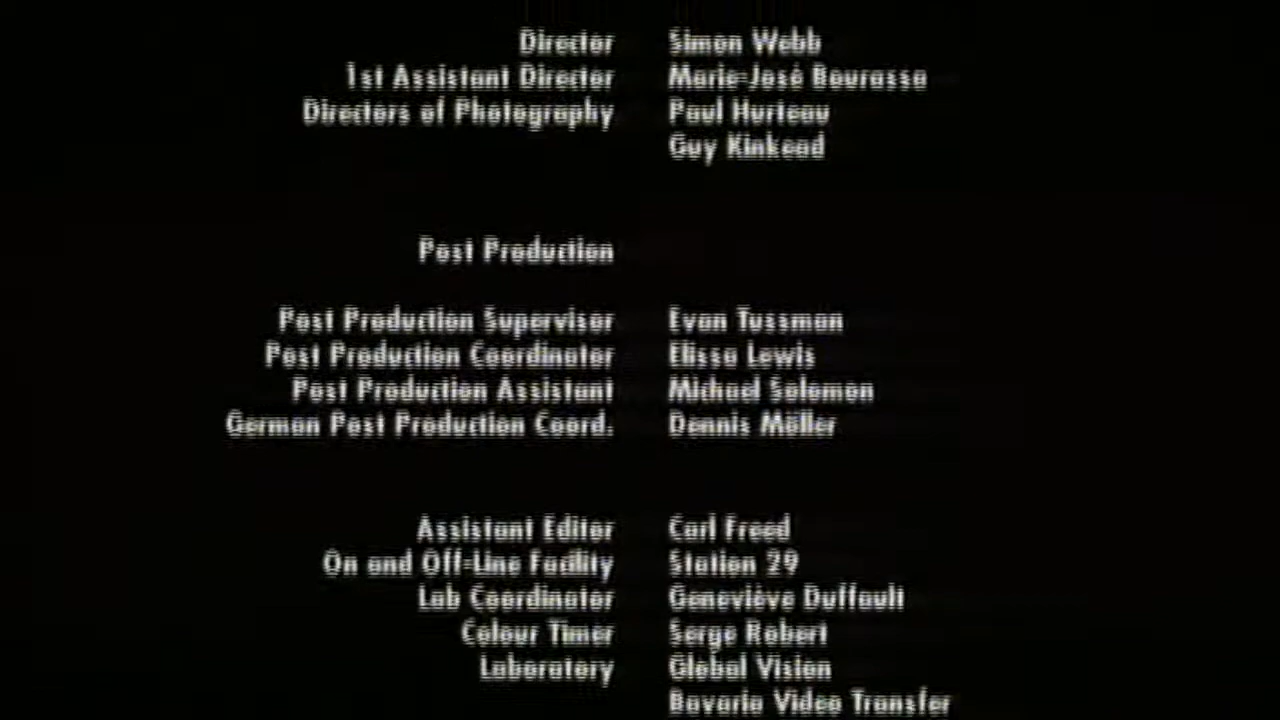 Director Simon Webb
1st Assistant Director Marie-José Bourassa
Directors of Photography Paul Hurteau
Guy Kinkead
Post Production
Post Production Supervisor Evan Tussman
Post Production Coordinator Elissa Lewis
Post Production Assistant Michael Solomon
German Post Production Coord. Dennis Möller
Assistant Editor Carl Freed
On and Off-Line Facility Station 29
Lab Coordinator Geneviève Duffault
Colour Timer Serge Robert
Laboratory Global Vision
Bavaria Video Transfer